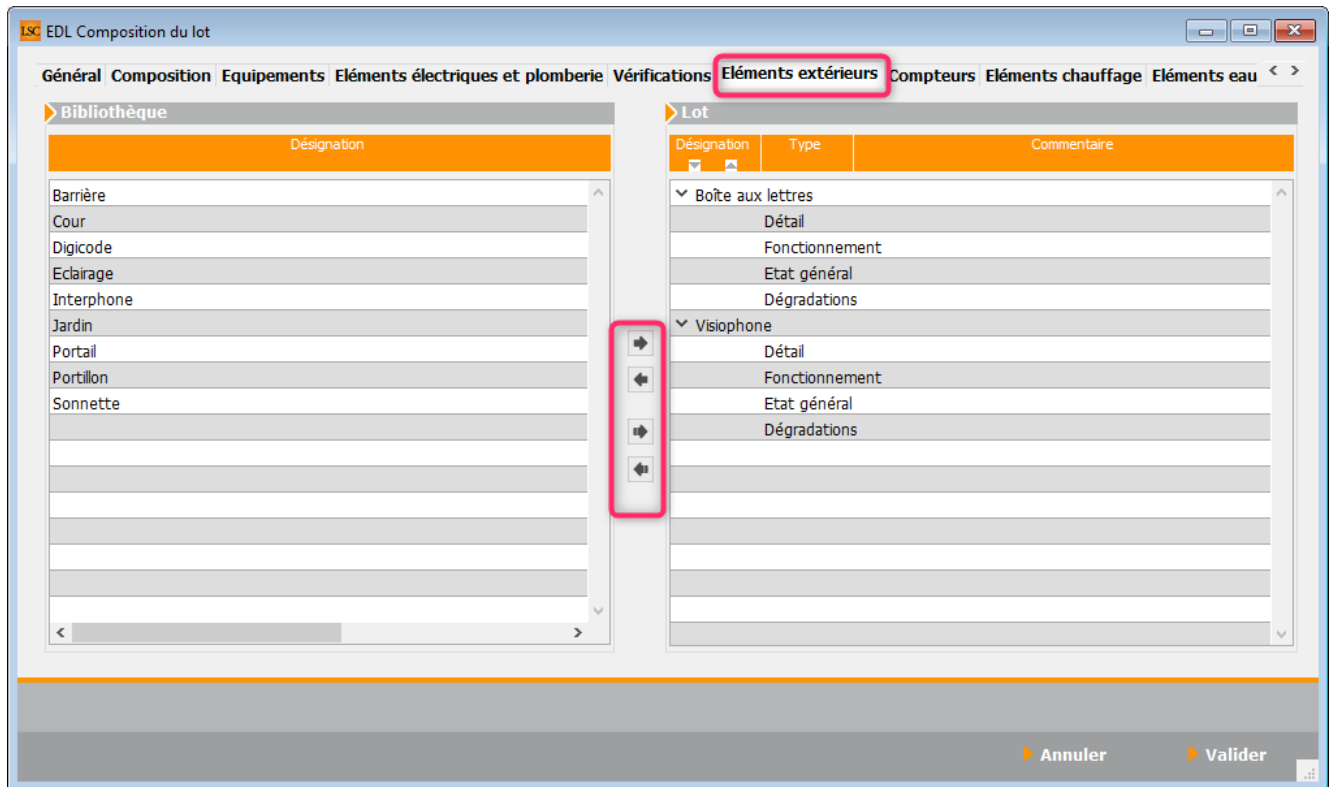 LSC EDL Composition du lot
Général Composition Equipements Eléments électriques et plomberie Vérifications Eléments extérieurs Compteurs Eléments chauffage Eléments eau
Bibliothèque
Désignation
Barrière
Cour
Digicode
Eclairage
Interphone
Jardin
Portail
Portillon
Sonnette
Lot
Désignation Type Commentaire
Boîte aux lettres
Détail
Fonctionnement
Etat général
Dégradations
Visiophone
Détail
Fonctionnement
Etat général
Dégradations
Annuler Valider